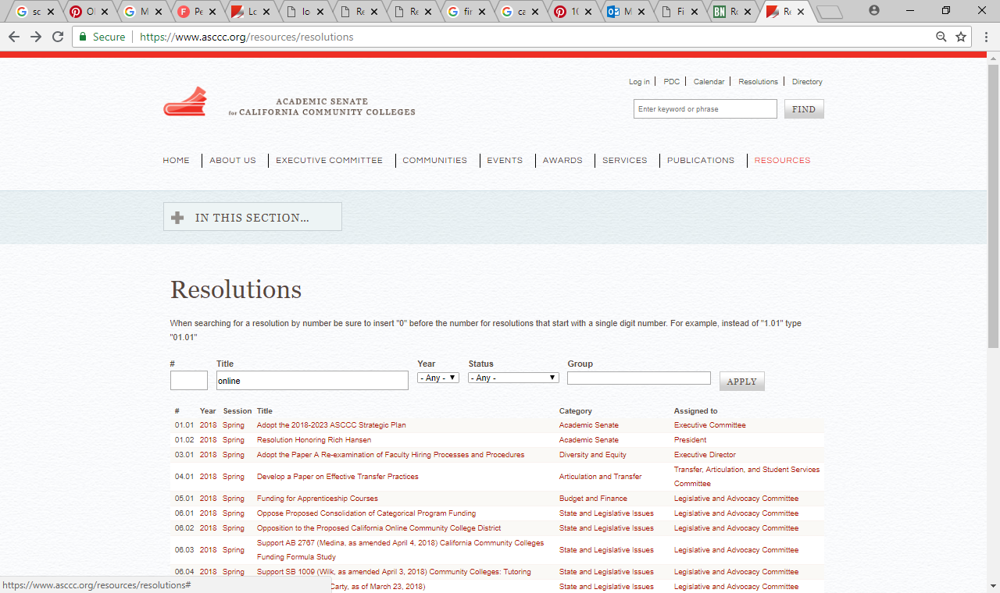 sc
Ol
M
Pe
Lo
lo
Re
Re
fir
ca
10
M
Fi
Ro
Re
Secure https://www.asccc.org/resources/resolutions
Log in PDC Calendar Resolutions Directory
ACADEMIC SENATE
for CALIFORNIA COMMUNITY COLLEGES
Enter keyword or phrase FIND
HOME ABOUT US EXECUTIVE COMMITTEE COMMUNITIES EVENTS AWARDS SERVICES PUBLICATIONS RESOURCES
IN THIS SECTION...
Resolutions
When searching for a resolution by number be sure to insert "0" before the number for resolutions that start with a single digit number. For example, instead of "1.01" type
"01.01"
# Title Year Status Group
online - Any - - Any - APPLY
# Year Session Title Category Assigned to
01.01 2018 Spring Adopt the 2018-2023 ASCCC Strategic Plan Academic Senate Executive Committee
01.02 2018 Spring Resolution Honoring Rich Hansen Academic Senate President
03.01 2018 Spring Adopt the Paper A Re-examination of Faculty Hiring Processes and Procedures Diversity and Equity Executive Director
04.01 2018 Spring Develop a Paper on Effective Transfer Practices Articulation and Transfer Transfer, Articulation, and Student Services
Committee
05.01 2018 Spring Funding for Apprenticeship Courses Budget and Finance Legislative and Advocacy Committee
06.01 2018 Spring Oppose Proposed Consolidation of Categorical Program Funding State and Legislative Issues Legislative and Advocacy Committee
06.02 2018 Spring Opposition to the Proposed California Online Community College District State and Legislative Issues Legislative and Advocacy Committee
06.03 2018 Spring Support AB 2767 (Medina, as amended April 4, 2018) California Community Colleges
Funding Formula Study State and Legislative Issues Legislative and Advocacy Committee
06.04 2018 Spring Support SB 1009 (Wilk, as amended April 3, 2018) Community Colleges: Tutoring State and Legislative Issues Legislative and Advocacy Committee
https://www.asccc.org/resources/resolutions# Carty, as of March 23, 2018) State and Legislative Issues Legislative and Advocacy Committee